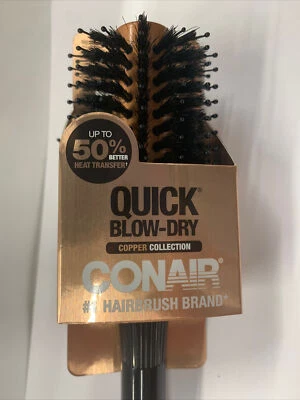 UP TO
50%
BETTER
HEAT TRANSFER†
QUICK®
BLOW-DRY
COPPER COLLECTION
CONAIR®
#1 HAIRBRUSH BRAND*